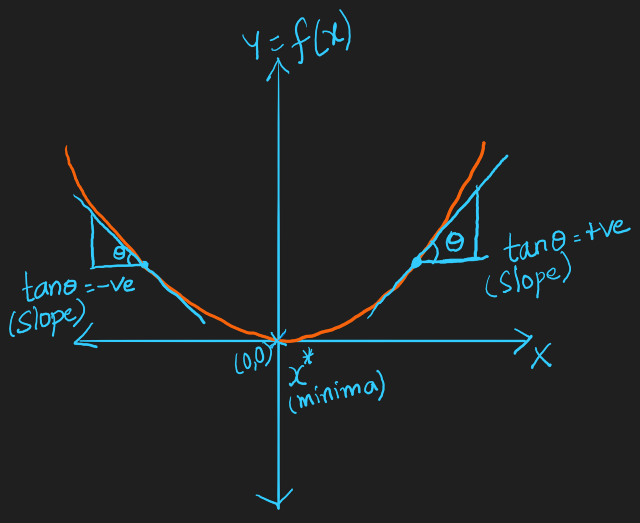 Y = f(x)
θ
tanθ = -ve
(slope)
θ
tanθ = +ve
(slope)
(0,0)
x*
(minima)
X